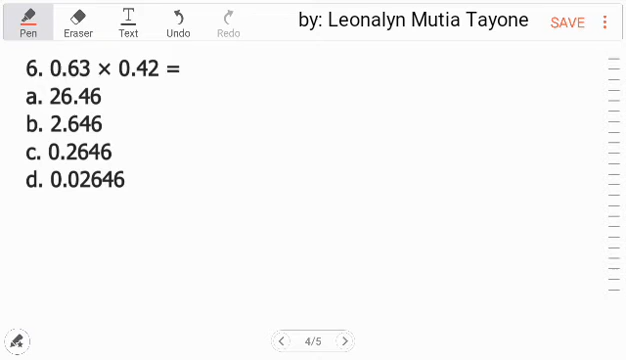 by: Leonalyn Mutia Tayone
Pen Eraser Text Undo Redo SAVE
6. 0.63 × 0.42 =
a. 26.46
b. 2.646
c. 0.2646
d. 0.02646
4/5